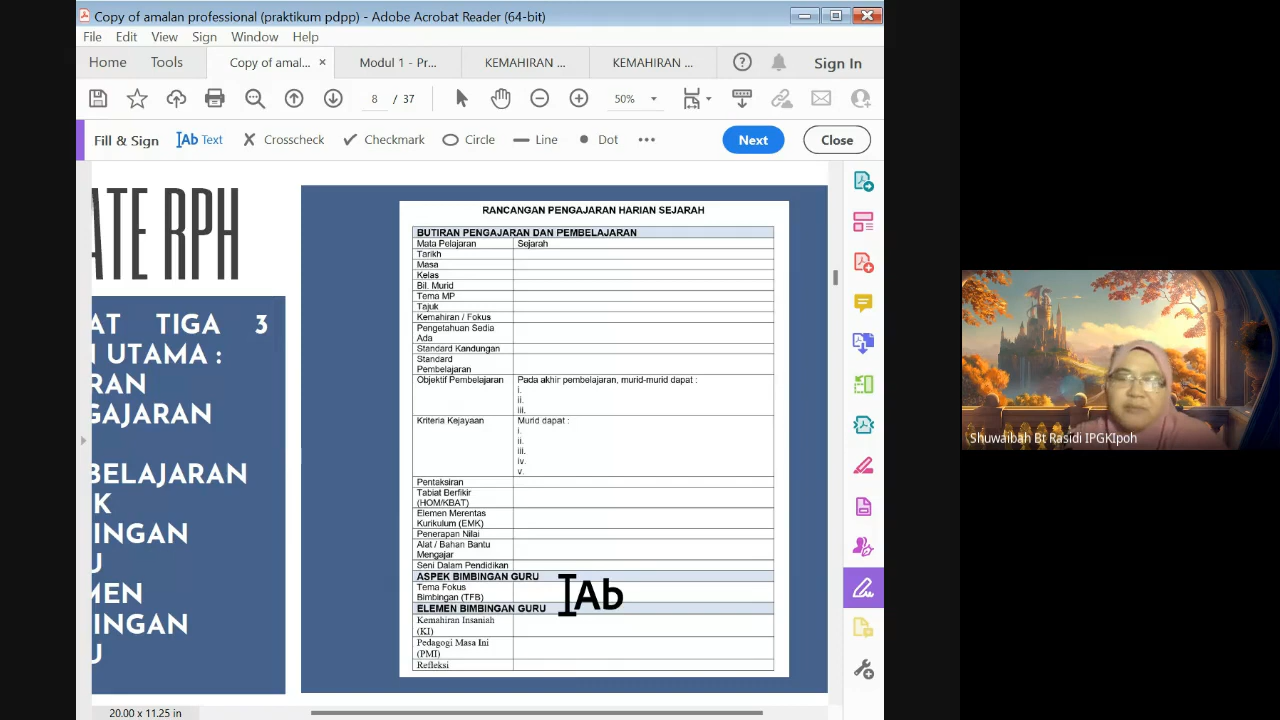 Copy of amalan professional (praktikum pdpp) - Adobe Acrobat Reader (64-bit)
File Edit View Sign Window Help
Home Tools Copy of amal... × Modul 1 - Pr... KEMAHIRAN ... KEMAHIRAN ... Sign In
8 / 37 50%
Fill & Sign Ab Text Crosscheck Checkmark Circle Line Dot ••• Next Close
ATE RPH
AT TIGA 3
UTAMA :
RAN
GAJARAN
BELAJARAN
K
INGAN
U
MEN
INGAN
U
RANCANGAN PENGAJARAN HARIAN SEJARAH
BUTIRAN PENGAJARAN DAN PEMBELAJARAN
Mata Pelajaran Sejarah
Tarikh
Masa
Kelas
Bil. Murid
Tema MP
Tajuk
Kemahiran / Fokus
Pengetahuan Sedia
Ada
Standard Kandungan
Standard
Pembelajaran
Objektif Pembelajaran Pada akhir pembelajaran, murid-murid dapat :
i.
ii.
iii.
Kriteria Kejayaan Murid dapat :
i.
ii.
iii.
iv.
v.
Pentaksiran
Tabiat Berfikir
(HOM/KBAT)
Elemen Merentas
Kurikulum (EMK)
Penerapan Nilai
Alat / Bahan Bantu
Mengajar
Seni Dalam Pendidikan
ASPEK BIMBINGAN GURU
Tema Fokus
Bimbingan (TFB)
Ab
ELEMEN BIMBINGAN GURU
Kemahiran Insaniah
(KI)
Pedagogi Masa Ini
(PMI)
Refleksi
20.00 x 11.25 in
Shuwaibah Bt Rasidi IPGKIpoh